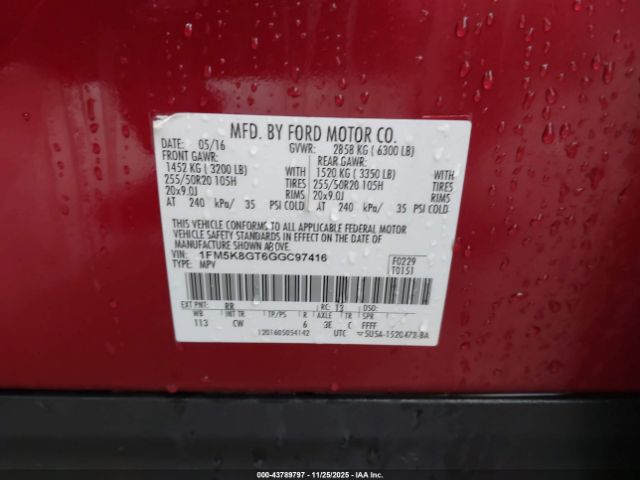 MFD. BY FORD MOTOR CO.
DATE: 05/16 GVWR: 2858 KG ( 6300 LB)
FRONT GAWR: REAR GAWR:
1452 KG ( 3200 LB) WITH 1520 KG ( 3350 LB) WITH
255/50R20 105H TIRES 255/50R20 105H TIRES
20x9.0J RIMS 20x9.0J RIMS
AT 240 kPa/ 35 PSI COLD AT 240 kPa/ 35 PSI COLD
THIS VEHICLE CONFORMS TO ALL APPLICABLE FEDERAL MOTOR
VEHICLE SAFETY STANDARDS IN EFFECT ON THE DATE OF MANUFACTURE
SHOWN ABOVE.
VIN: 1FM5K8GT6GGC97416 F0229
TYPE: MPV T0151
EXT PNT: RR RC: 12 DSO:
WB INT TR TP/PS R AXLE TR SPR
113 CW 6 3E C FFFF
1201605054142 UTC 5U5A-1520472-BA
000-43789797 - 11/25/2025 - IAA Inc.